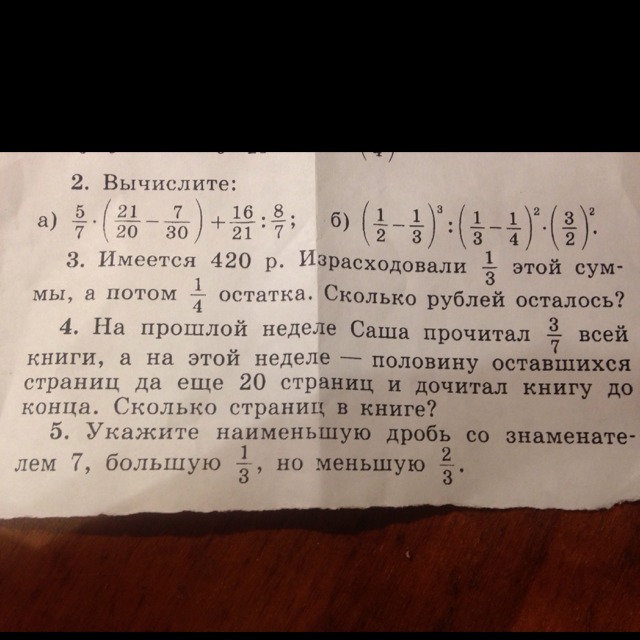 2. Вычислите:
а) 5/7 · (21/20 − 7/30) + 16/21 : 8/7; б) (1/2 − 1/3)³ : (1/3 − 1/4)² · (3/2)².
3. Имеется 420 р. Израсходовали 1/3 этой сум-
мы, а потом 1/4 остатка. Сколько рублей осталось?
4. На прошлой неделе Саша прочитал 3/7 всей
книги, а на этой неделе — половину оставшихся
страниц да еще 20 страниц и дочитал книгу до
конца. Сколько страниц в книге?
5. Укажите наименьшую дробь со знаменате-
лем 7, большую 1/3, но меньшую 2/3.